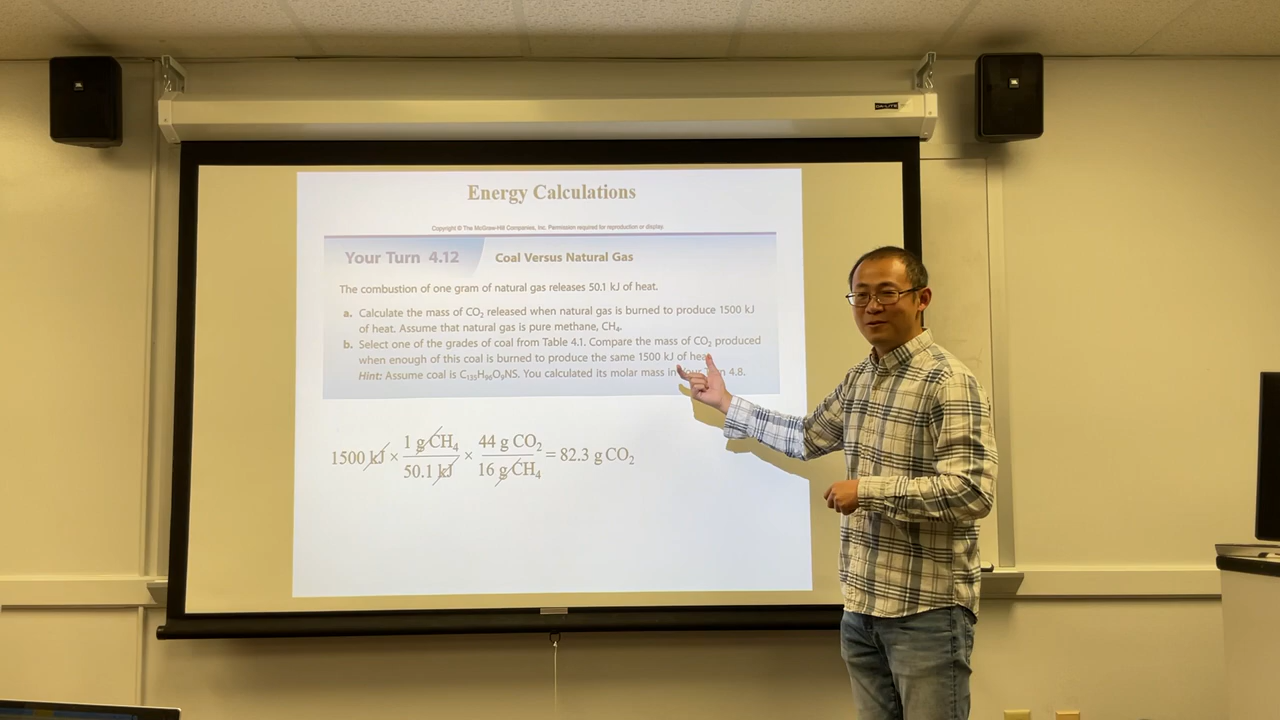 DA-LITE
JBL
JBL
Energy Calculations
Copyright © The McGraw-Hill Companies, Inc. Permission required for reproduction or display.
Your Turn 4.12 Coal Versus Natural Gas
The combustion of one gram of natural gas releases 50.1 kJ of heat.
a. Calculate the mass of CO₂ released when natural gas is burned to produce 1500 kJ
of heat. Assume that natural gas is pure methane, CH₄.
b. Select one of the grades of coal from Table 4.1. Compare the mass of CO₂ produced
when enough of this coal is burned to produce the same 1500 kJ of heat.
Hint: Assume coal is C₁₃₅H₉₆O₉NS. You calculated its molar mass in Your Turn 4.8.
1500 kJ × 1 g CH₄ / 50.1 kJ × 44 g CO₂ / 16 g CH₄ = 82.3 g CO₂